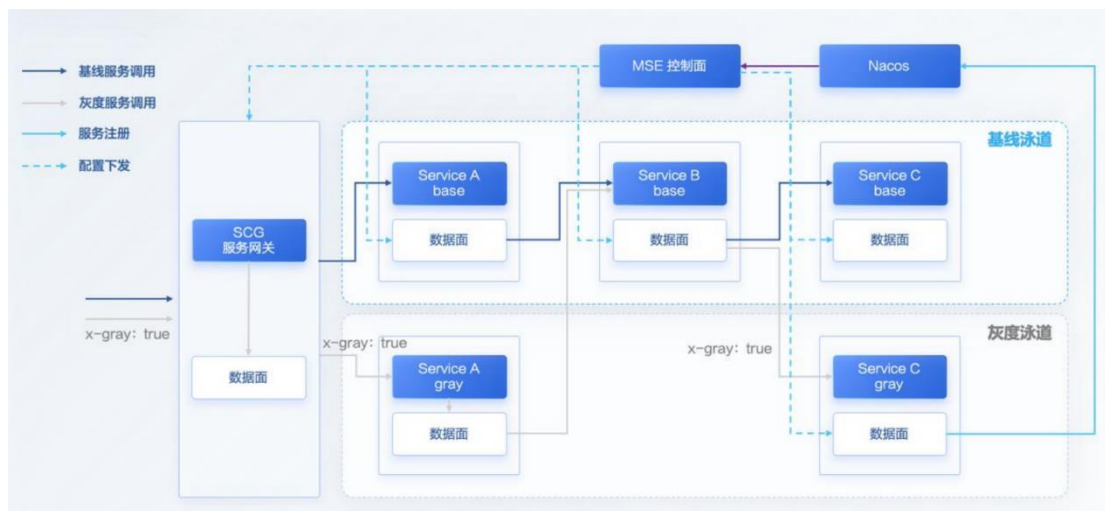 MSE 控制面
Nacos
基线服务调用
灰度服务调用
服务注册
配置下发
基线泳道
Service A
base
Service B
base
Service C
base
SCG
服务网关
数据面
数据面
数据面
x-gray：true
灰度泳道
x-gray：true
x-gray：true
数据面
Service A
gray
Service C
gray
数据面
数据面